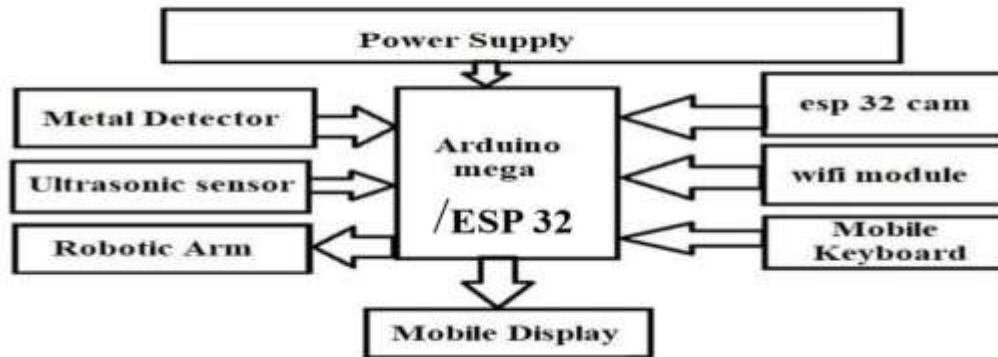 Power Supply
Metal Detector
Ultrasonic sensor
Robotic Arm
Arduino
mega
/ESP 32
esp 32 cam
wifi module
Mobile
Keyboard
Mobile Display